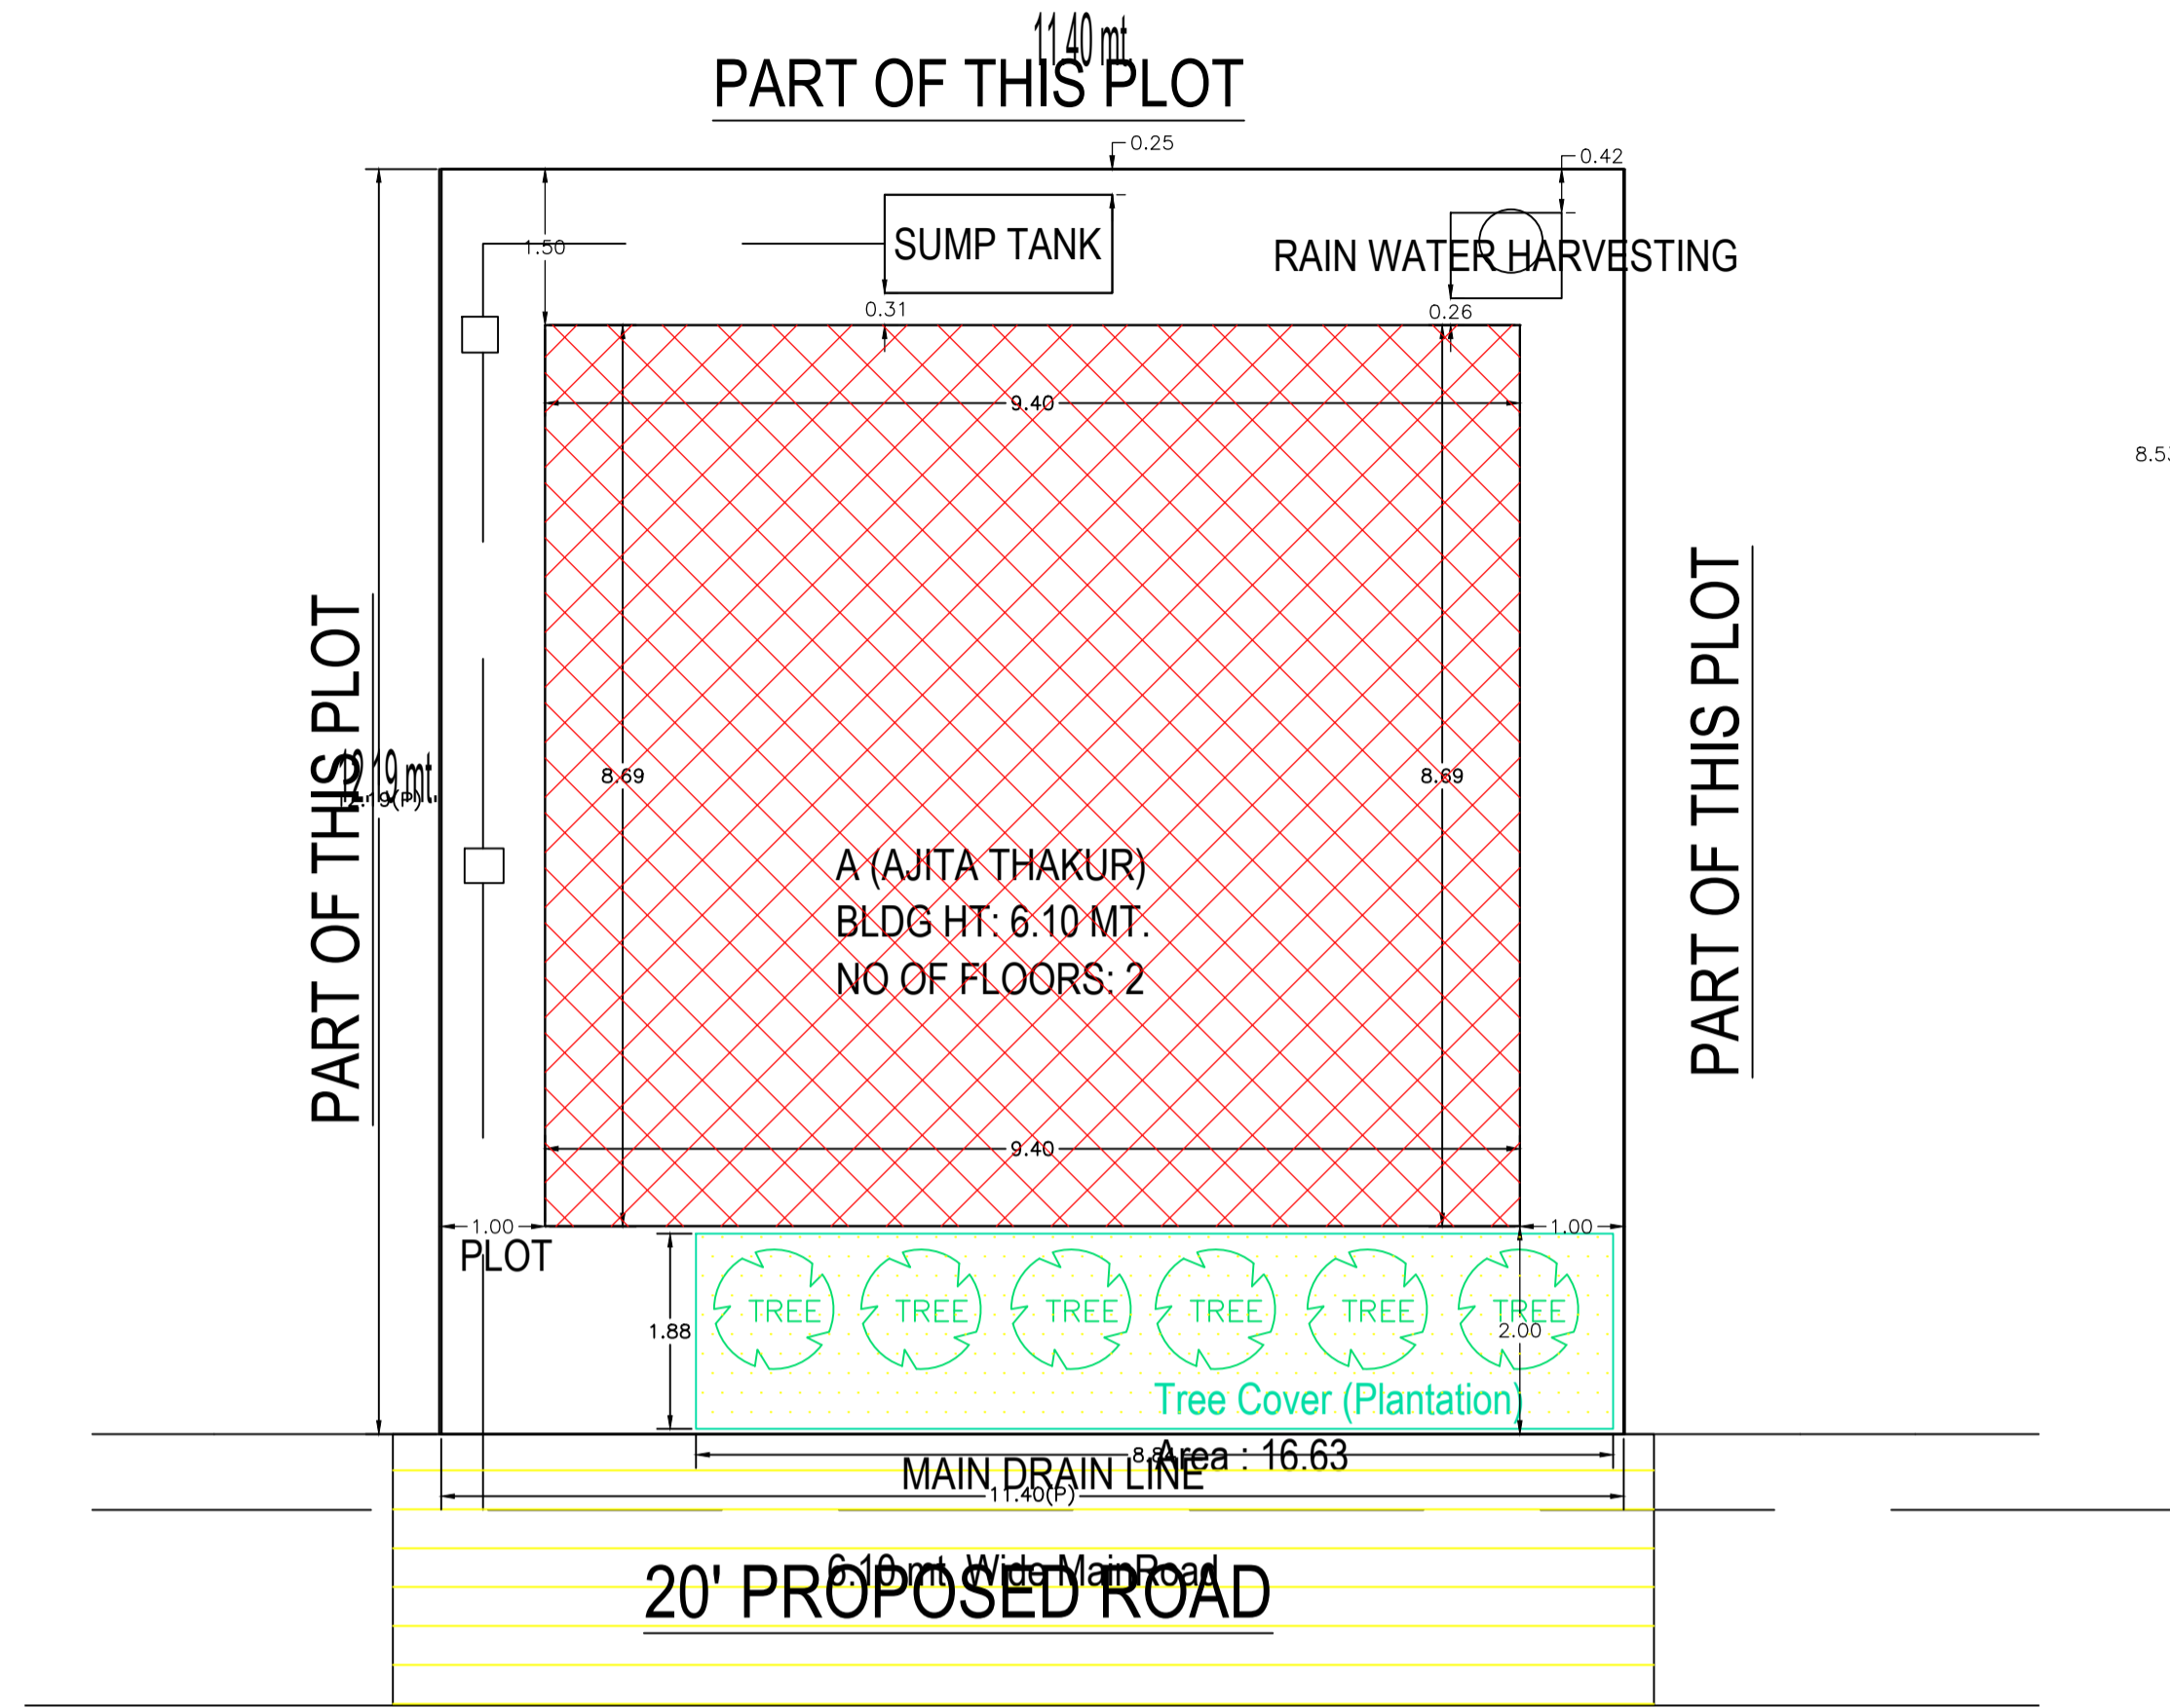 11.40 mt.
PART OF THIS PLOT
0.25
0.42
1.50
SUMP TANK
RAIN WATER HARVESTING
0.31
0.26
9.40
PART OF THIS PLOT
12.19 mt.
12.19(P)
8.69
8.69
PART OF THIS PLOT
A (AJITA THAKUR)
BLDG HT: 6.10 MT.
NO OF FLOORS: 2
9.40
1.00
1.00
PLOT
TREE TREE TREE TREE TREE TREE
1.88
2.00
Tree Cover (Plantation)
8.84
Area : 16.63
MAIN DRAIN LINE
11.40(P)
6.10 mt. Wide MainRoad
20' PROPOSED ROAD